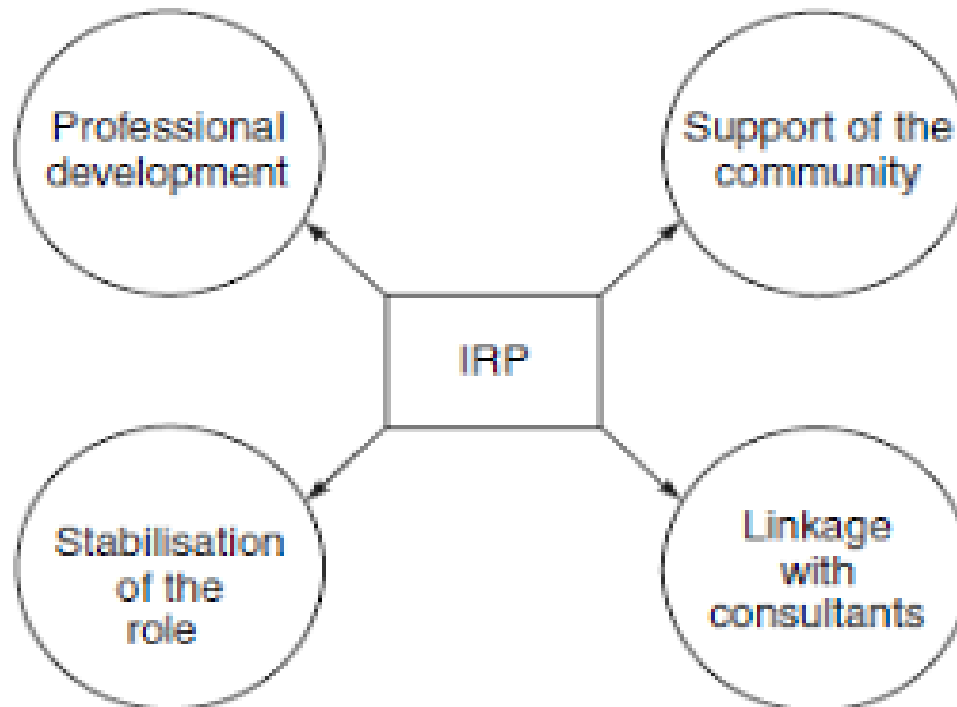 Professional
development
Support of the
community
IRP
Stabilisation
of the
role
Linkage
with
consultants